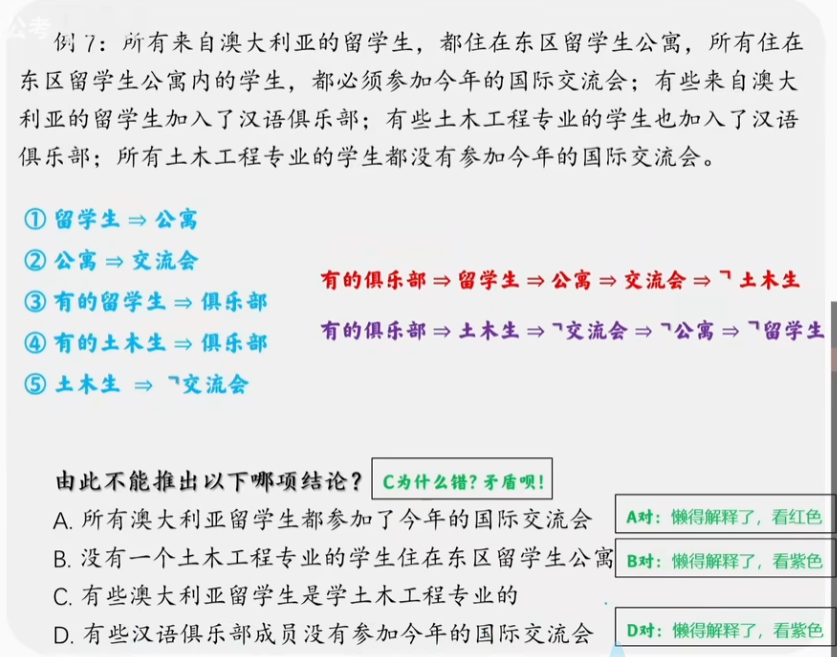 公考
例7：所有来自澳大利亚的留学生，都住在东区留学生公寓，所有住在
东区留学生公寓内的学生，都必须参加今年的国际交流会；有些来自澳大
利亚的留学生加入了汉语俱乐部；有些土木工程专业的学生也加入了汉语
俱乐部；所有土木工程专业的学生都没有参加今年的国际交流会。
① 留学生 ⇒ 公寓
② 公寓 ⇒ 交流会
③ 有的留学生 ⇒ 俱乐部
④ 有的土木生 ⇒ 俱乐部
⑤ 土木生 ⇒ ㄱ交流会
有的俱乐部 ⇒ 留学生 ⇒ 公寓 ⇒ 交流会 ⇒ ㄱ 土木生
有的俱乐部 ⇒ 土木生 ⇒ ㄱ交流会 ⇒ ㄱ公寓 ⇒ ㄱ留学生
由此不能推出以下哪项结论？
C为什么错？矛盾呗！
A. 所有澳大利亚留学生都参加了今年的国际交流会
A对：懒得解释了，看红色
B. 没有一个土木工程专业的学生住在东区留学生公寓
B对：懒得解释了，看紫色
C. 有些澳大利亚留学生是学土木工程专业的
D. 有些汉语俱乐部成员没有参加今年的国际交流会
D对：懒得解释了，看紫色